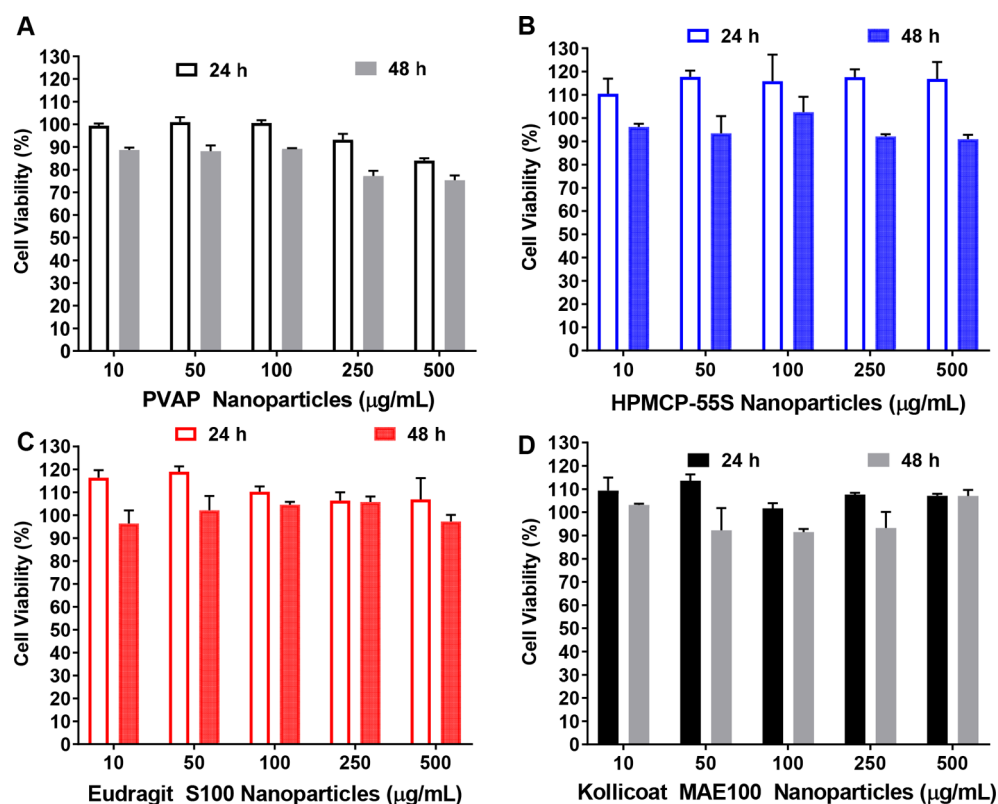 A
24 h 48 h
Cell Viability (%)
130
120
110
100
90
80
70
60
50
40
30
20
10
0
10 50 100 250 500
PVAP Nanoparticles (μg/mL)
B
24 h 48 h
Cell Viability (%)
130
120
110
100
90
80
70
60
50
40
30
20
10
0
10 50 100 250 500
HPMCP-55S Nanoparticles (μg/mL)
C
24 h 48 h
Cell Viability (%)
130
120
110
100
90
80
70
60
50
40
30
20
10
0
10 50 100 250 500
Eudragit S100 Nanoparticles (μg/mL)
D
24 h 48 h
Cell Viability (%)
130
120
110
100
90
80
70
60
50
40
30
20
10
0
10 50 100 250 500
Kollicoat MAE100 Nanoparticles (μg/mL)